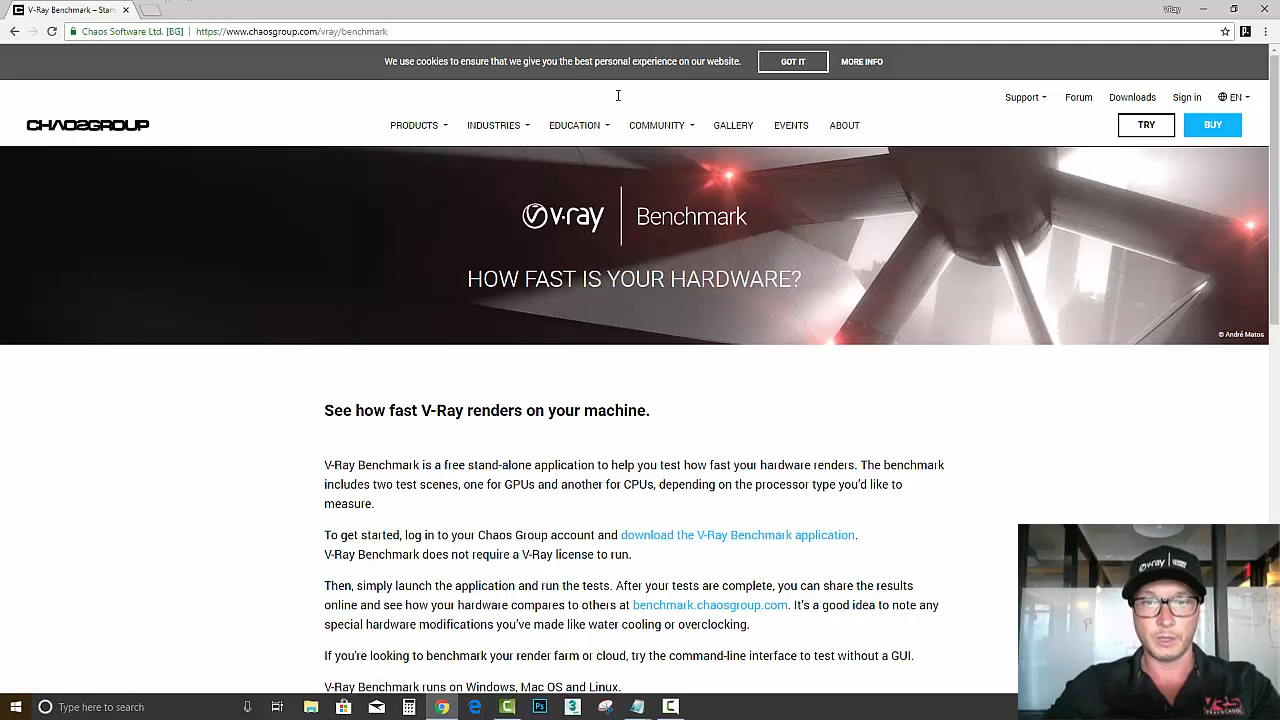 V-Ray Benchmark – Stan
VRay
Chaos Software Ltd. [BG]
https://www.chaosgroup.com/vray/benchmark
We use cookies to ensure that we give you the best personal experience on our website.
GOT IT
MORE INFO
Support
Forum
Downloads
Sign in
EN
CHAOSGROUP
PRODUCTS
INDUSTRIES
EDUCATION
COMMUNITY
GALLERY
EVENTS
ABOUT
TRY
BUY
v·ray
Benchmark
HOW FAST IS YOUR HARDWARE?
© André Matos
See how fast V-Ray renders on your machine.
V-Ray Benchmark is a free stand-alone application to help you test how fast your hardware renders. The benchmark
includes two test scenes, one for GPUs and another for CPUs, depending on the processor type you'd like to
measure.
To get started, log in to your Chaos Group account and download the V-Ray Benchmark application.
V-Ray Benchmark does not require a V-Ray license to run.
Then, simply launch the application and run the tests. After your tests are complete, you can share the results
online and see how your hardware compares to others at benchmark.chaosgroup.com. It's a good idea to note any
special hardware modifications you've made like water cooling or overclocking.
If you're looking to benchmark your render farm or cloud, try the command-line interface to test without a GUI.
V-Ray Benchmark runs on Windows, Mac OS and Linux.
v·ray
Type here to search
Ps
3